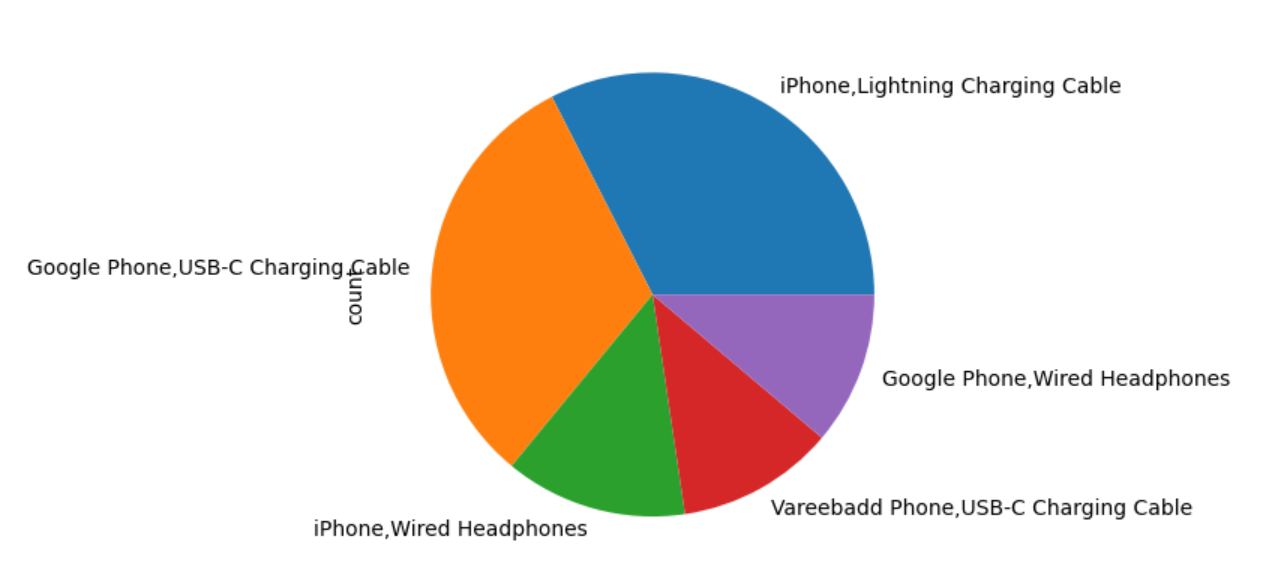 iPhone,Lightning Charging Cable
Google Phone,USB-C Charging Cable
count
Google Phone,Wired Headphones
Vareebadd Phone,USB-C Charging Cable
iPhone,Wired Headphones